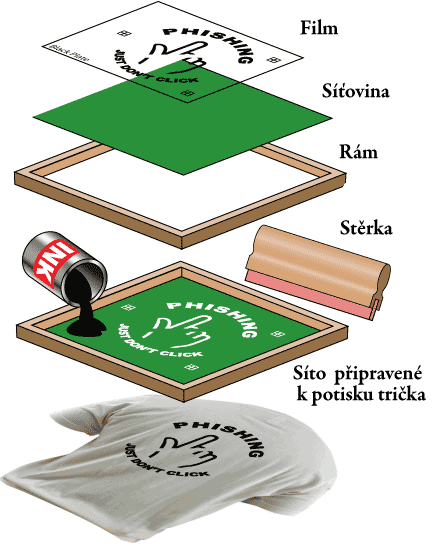 PHISHING
JUST DON'T CLICK
Black Plate
Film
Síťovina
Rám
Stěrka
INK
PHISHING
JUST DON'T CLICK
Síto připravené
k potisku trička
PHISHING
JUST DON'T CLICK